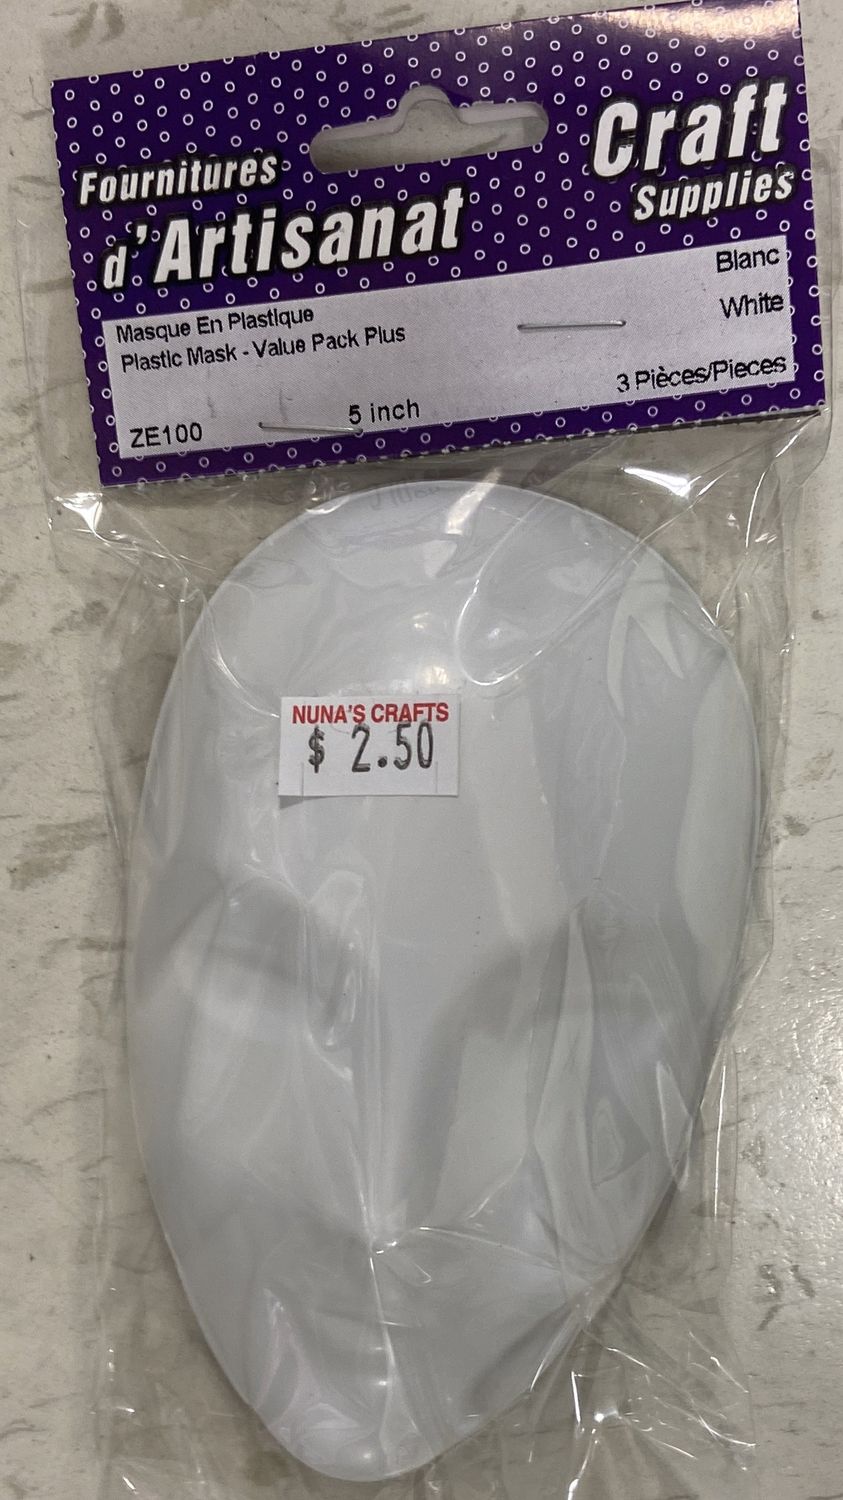 Fournitures
d'Artisanat
Craft
Supplies
Masque En Plastique
Plastic Mask - Value Pack Plus
Blanc
White
ZE100
5 inch
3 Pièces/Pieces
NUNA'S CRAFTS
$ 2.50